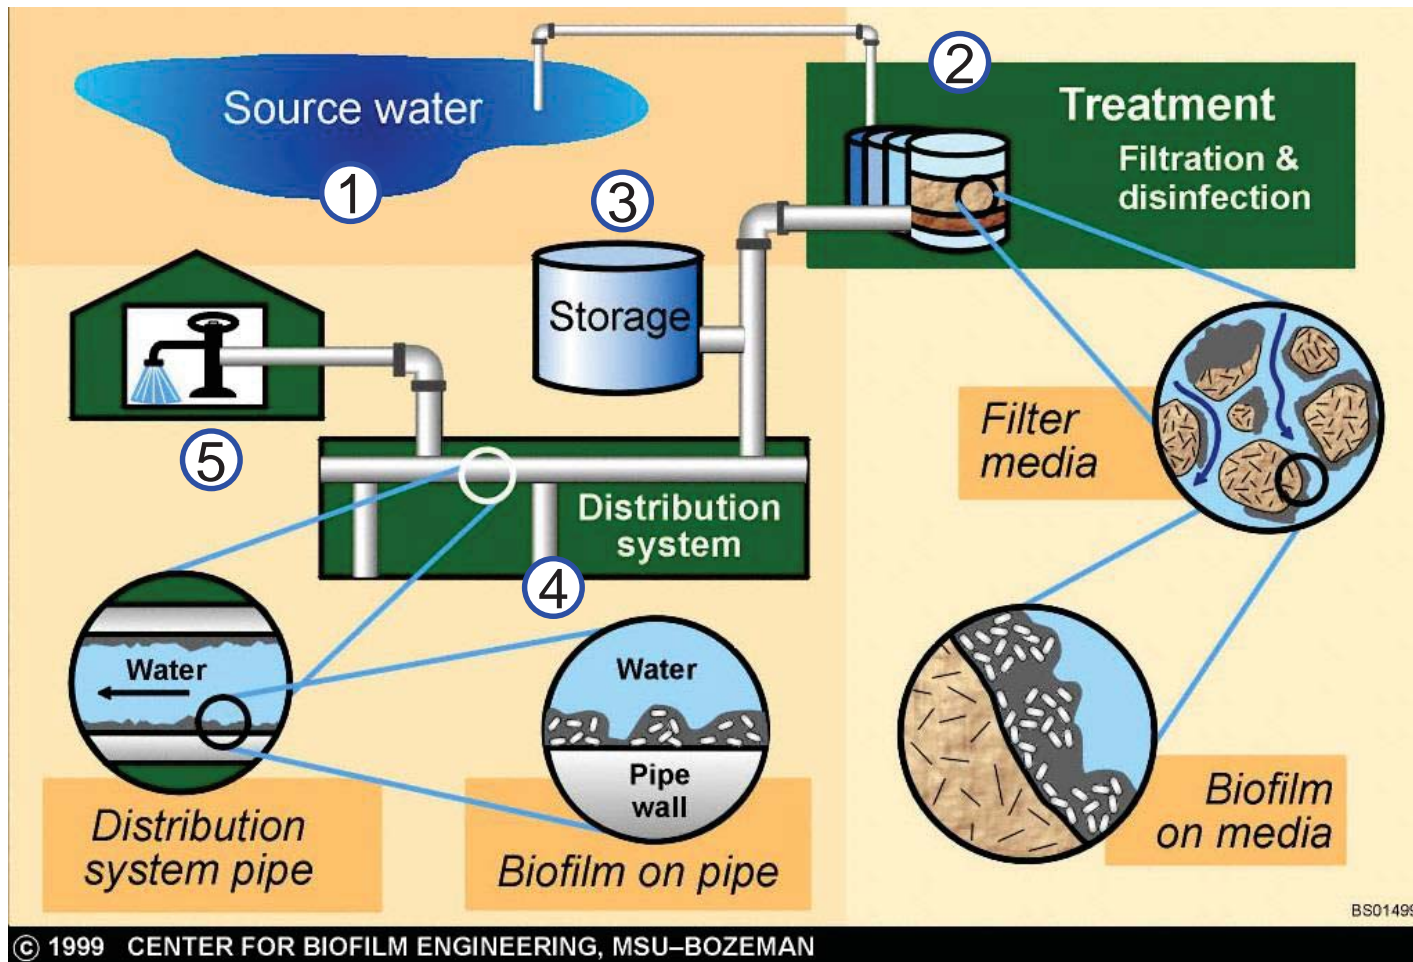 Source water
1
2
Treatment
Filtration &
disinfection
3
Storage
5
Filter
media
Distribution
system
4
Water
Water
Pipe
wall
Distribution
system pipe
Biofilm on pipe
Biofilm
on media
BS01499
© 1999 CENTER FOR BIOFILM ENGINEERING, MSU–BOZEMAN